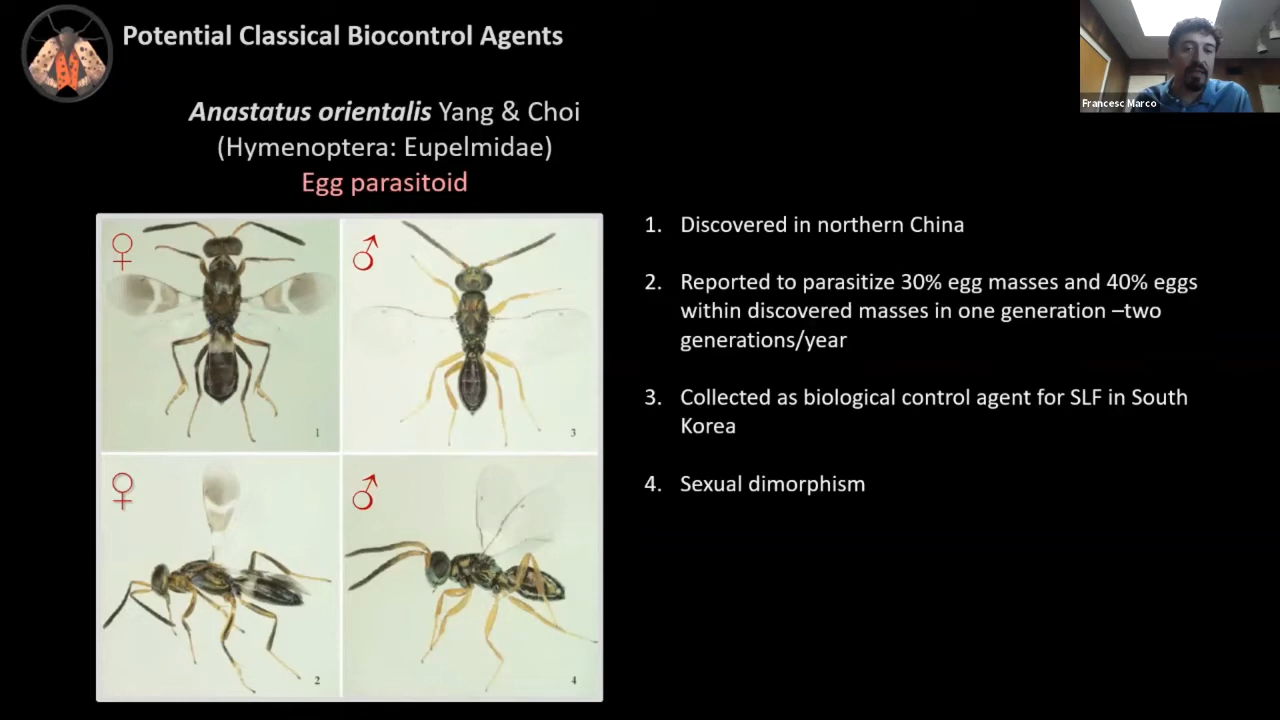 Potential Classical Biocontrol Agents
Francesc Marco
Anastatus orientalis Yang & Choi
(Hymenoptera: Eupelmidae)
Egg parasitoid
♀
♂
1
3
♀
♂
2
4
1. Discovered in northern China
2. Reported to parasitize 30% egg masses and 40% eggs
within discovered masses in one generation –two
generations/year
3. Collected as biological control agent for SLF in South
Korea
4. Sexual dimorphism